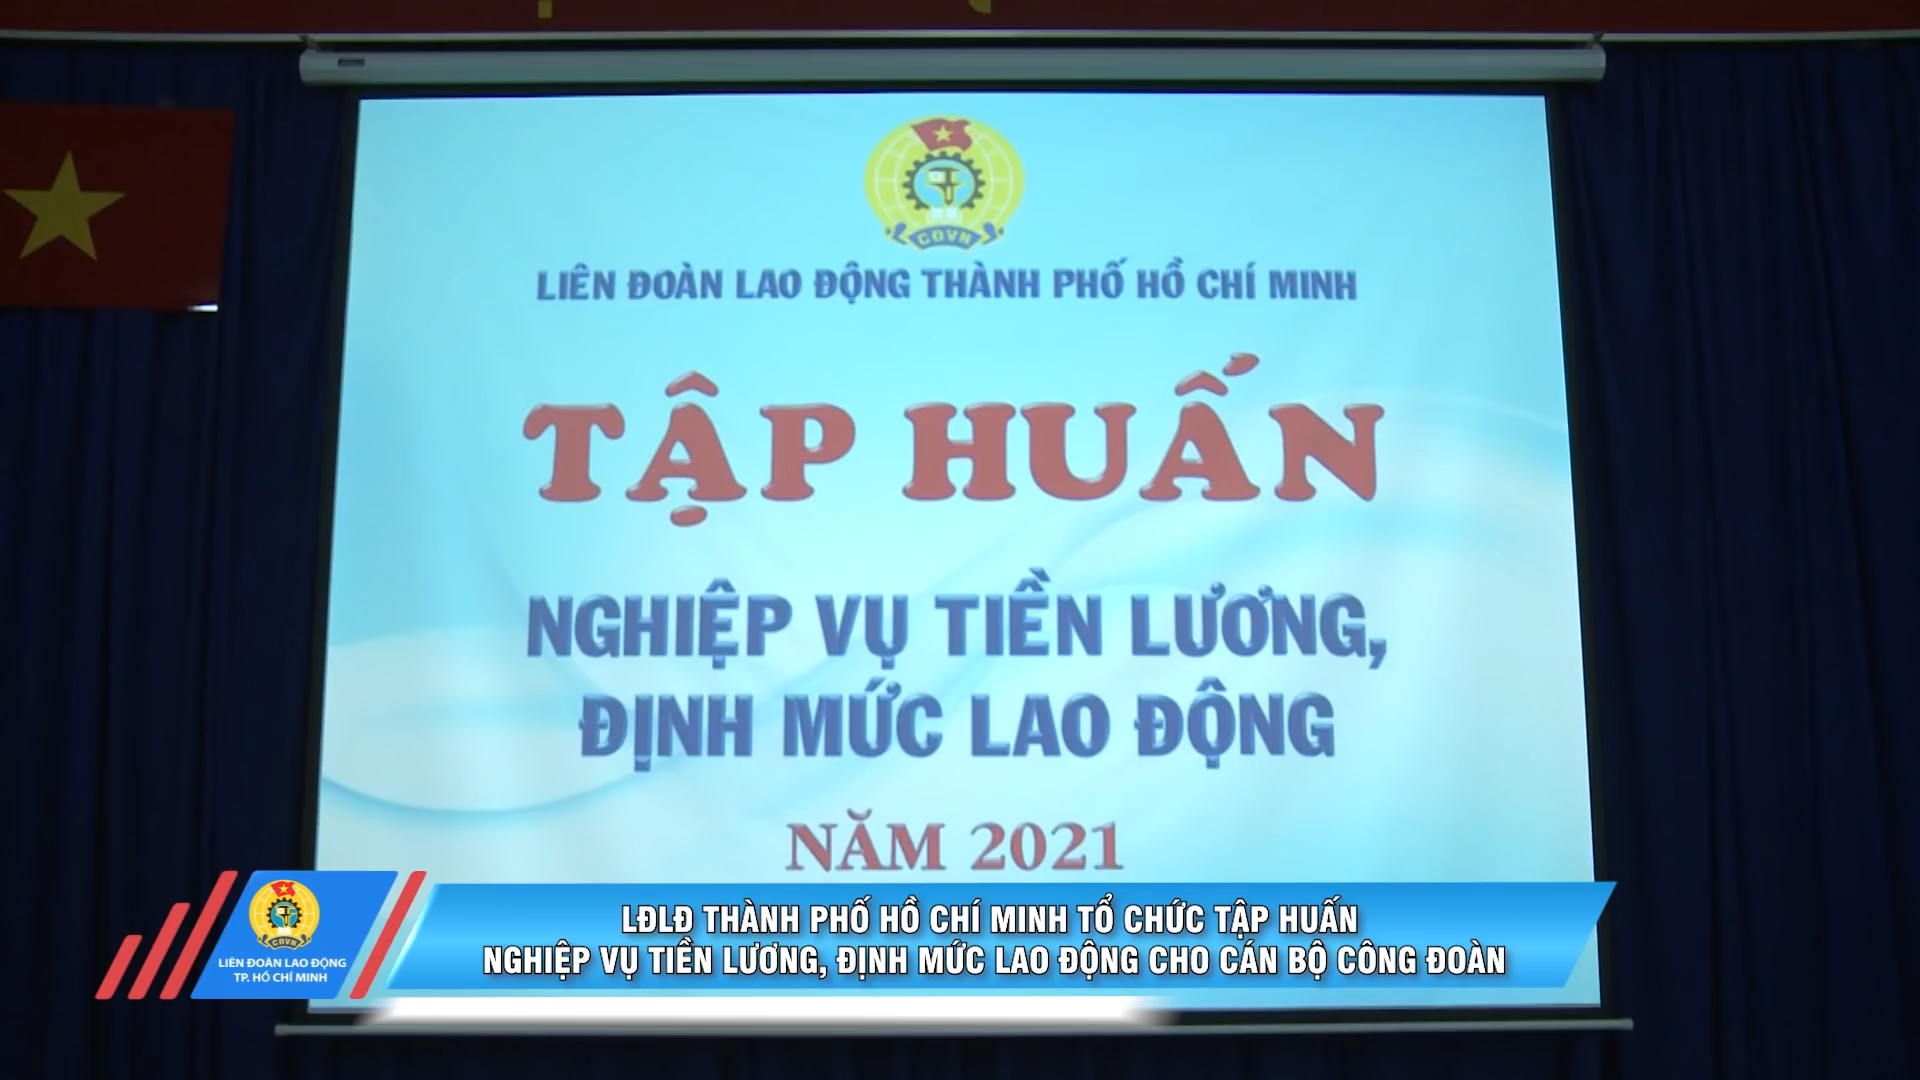 CĐVN
LIÊN ĐOÀN LAO ĐỘNG THÀNH PHỐ HỒ CHÍ MINH
TẬP HUẤN
NGHIỆP VỤ TIỀN LƯƠNG,
ĐỊNH MỨC LAO ĐỘNG
NĂM 2021
CĐVN
LIÊN ĐOÀN LAO ĐỘNG
TP. HỒ CHÍ MINH
LĐLĐ THÀNH PHỐ HỒ CHÍ MINH TỔ CHỨC TẬP HUẤN
NGHIỆP VỤ TIỀN LƯƠNG, ĐỊNH MỨC LAO ĐỘNG CHO CÁN BỘ CÔNG ĐOÀN